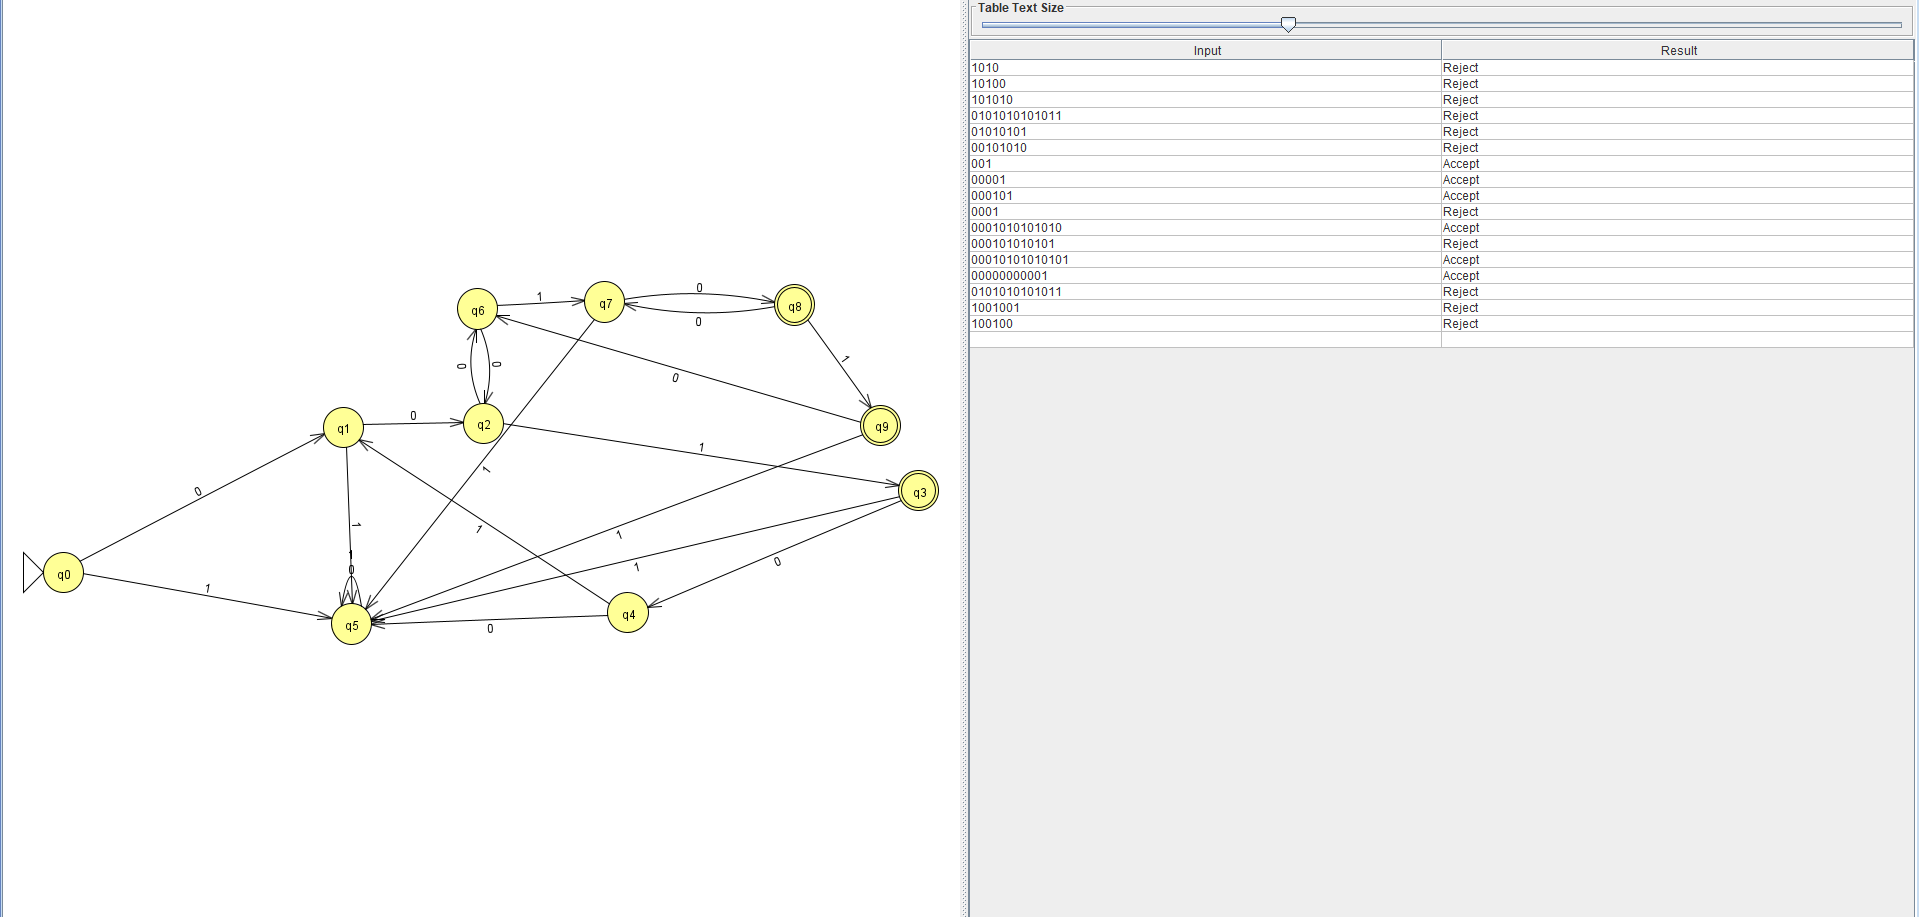 Table Text Size
Input Result
1010 Reject
10100 Reject
101010 Reject
0101010101011 Reject
01010101 Reject
00101010 Reject
001 Accept
00001 Accept
000101 Accept
0001 Reject
0001010101010 Accept
000101010101 Reject
00010101010101 Accept
00000000001 Accept
0101010101011 Reject
1001001 Reject
100100 Reject
0
q6 1 q7 q8
0
0 0 1
0
q1 0 q2 q9
1
1
0 q3
1 1
1
1
0 1 0
q0
1
q5 q4
0